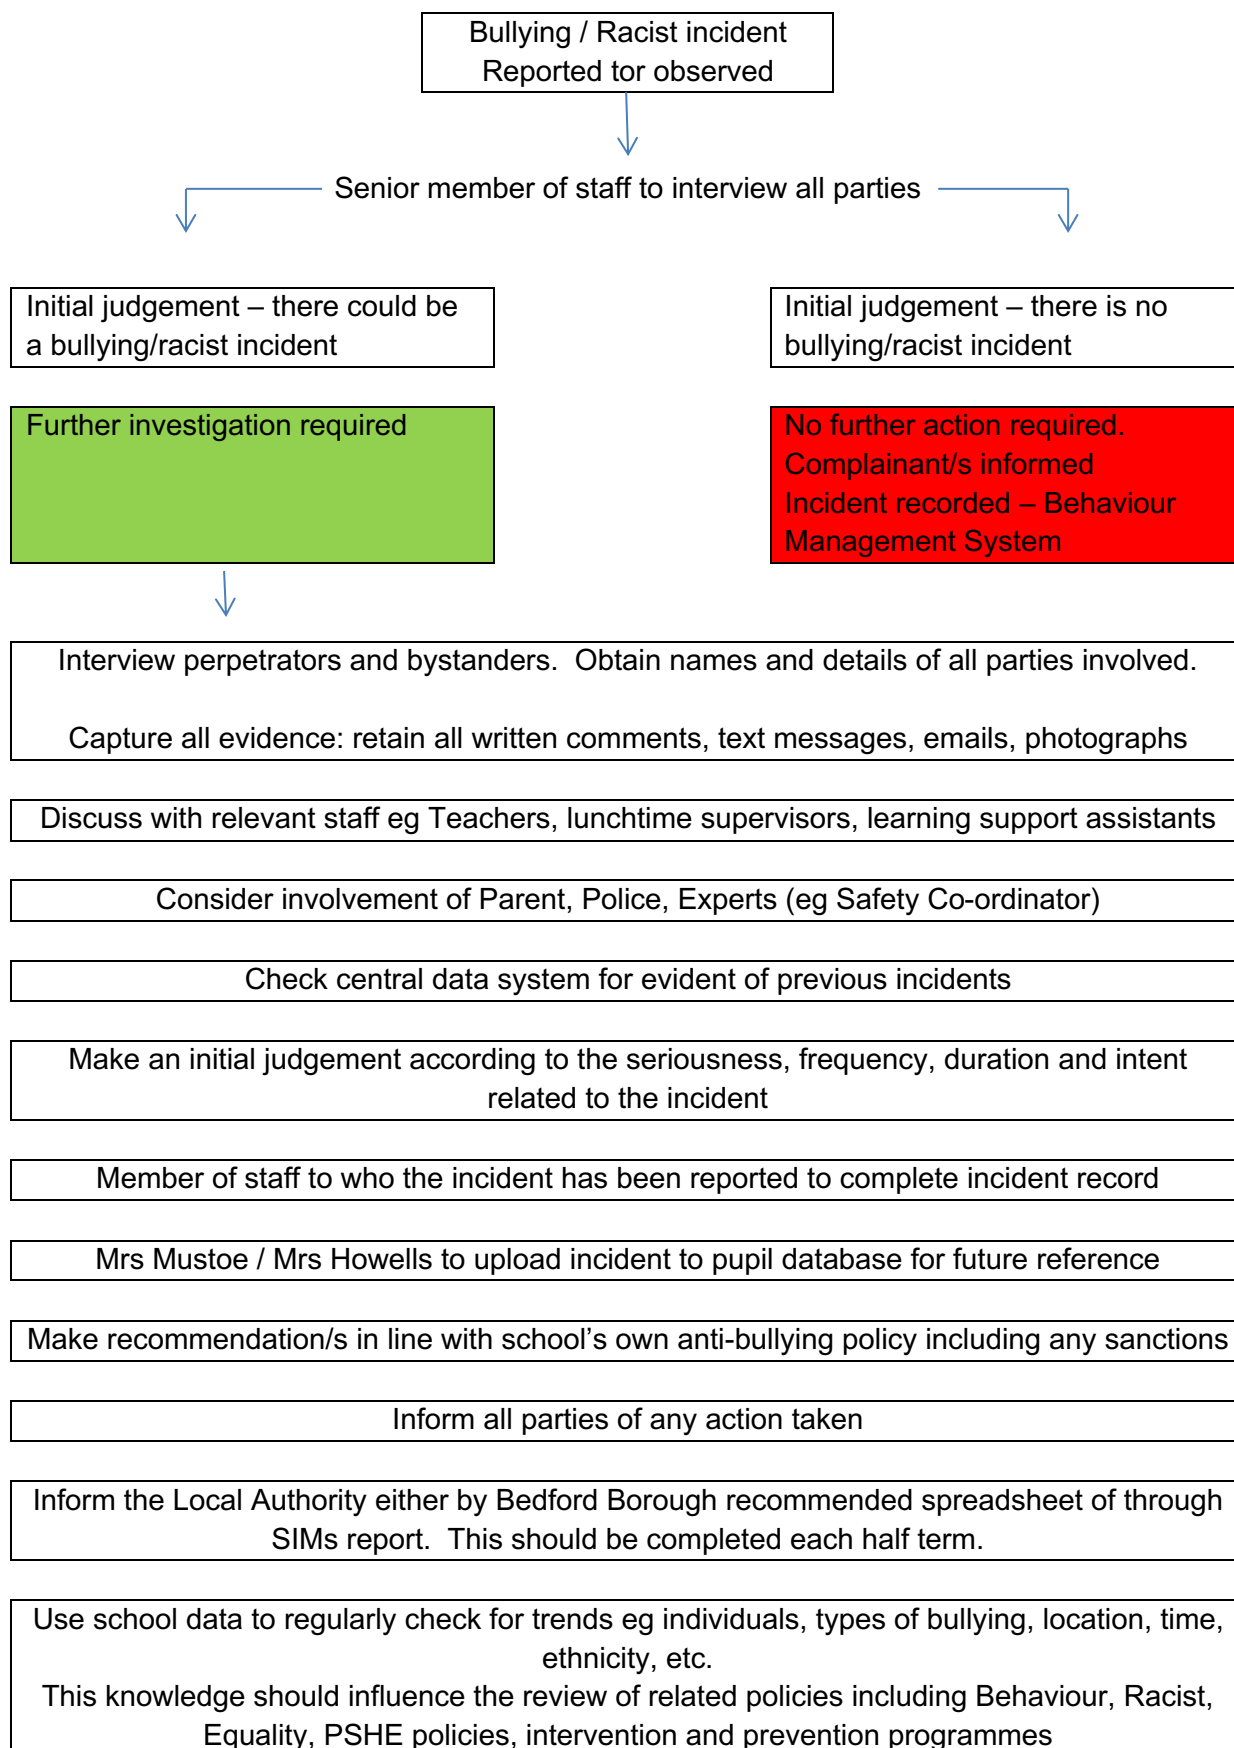 Bullying / Racist incident
Reported tor observed
Senior member of staff to interview all parties
Initial judgement – there could be
a bullying/racist incident
Initial judgement – there is no
bullying/racist incident
Further investigation required
No further action required.
Complainant/s informed
Incident recorded – Behaviour
Management System
Interview perpetrators and bystanders.  Obtain names and details of all parties involved.
Capture all evidence: retain all written comments, text messages, emails, photographs
Discuss with relevant staff eg Teachers, lunchtime supervisors, learning support assistants
Consider involvement of Parent, Police, Experts (eg Safety Co-ordinator)
Check central data system for evident of previous incidents
Make an initial judgement according to the seriousness, frequency, duration and intent
related to the incident
Member of staff to who the incident has been reported to complete incident record
Mrs Mustoe / Mrs Howells to upload incident to pupil database for future reference
Make recommendation/s in line with school’s own anti-bullying policy including any sanctions
Inform all parties of any action taken
Inform the Local Authority either by Bedford Borough recommended spreadsheet of through
SIMs report.  This should be completed each half term.
Use school data to regularly check for trends eg individuals, types of bullying, location, time,
ethnicity, etc.
This knowledge should influence the review of related policies including Behaviour, Racist,
Equality, PSHE policies, intervention and prevention programmes